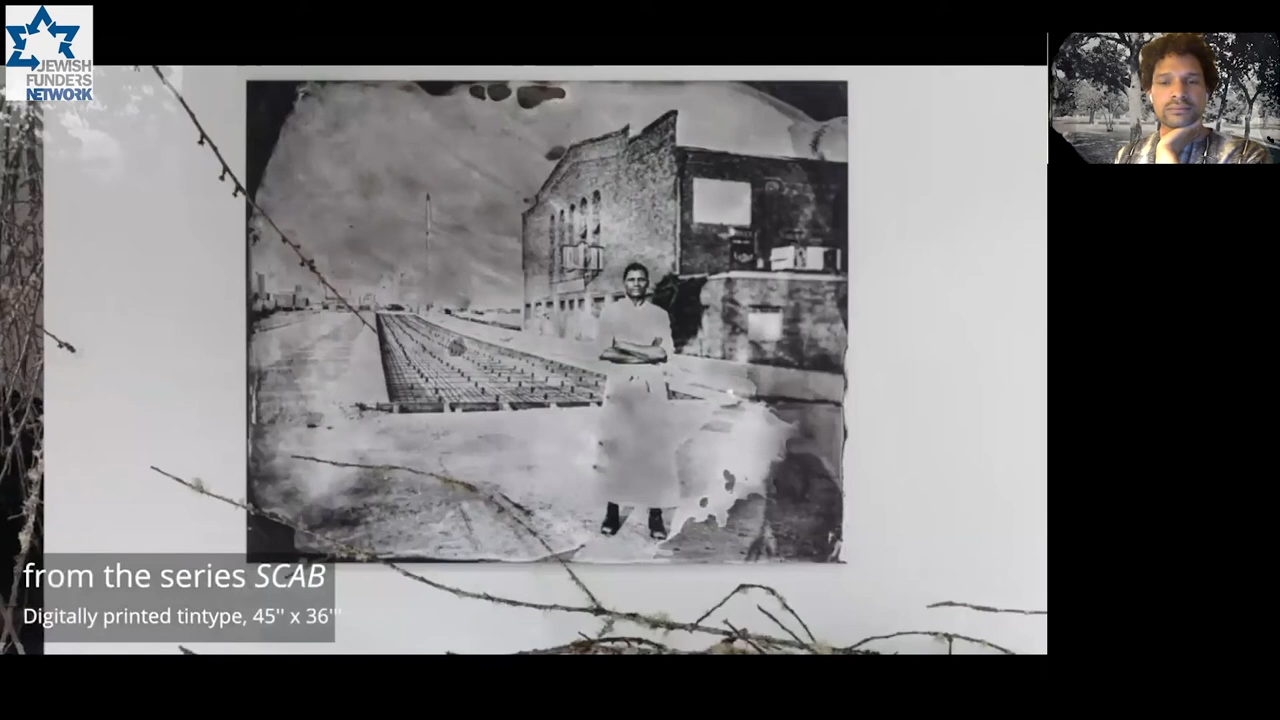 JEWISH
FUNDERS
NETWORK
from the series SCAB
Digitally printed tintype, 45'' x 36'''